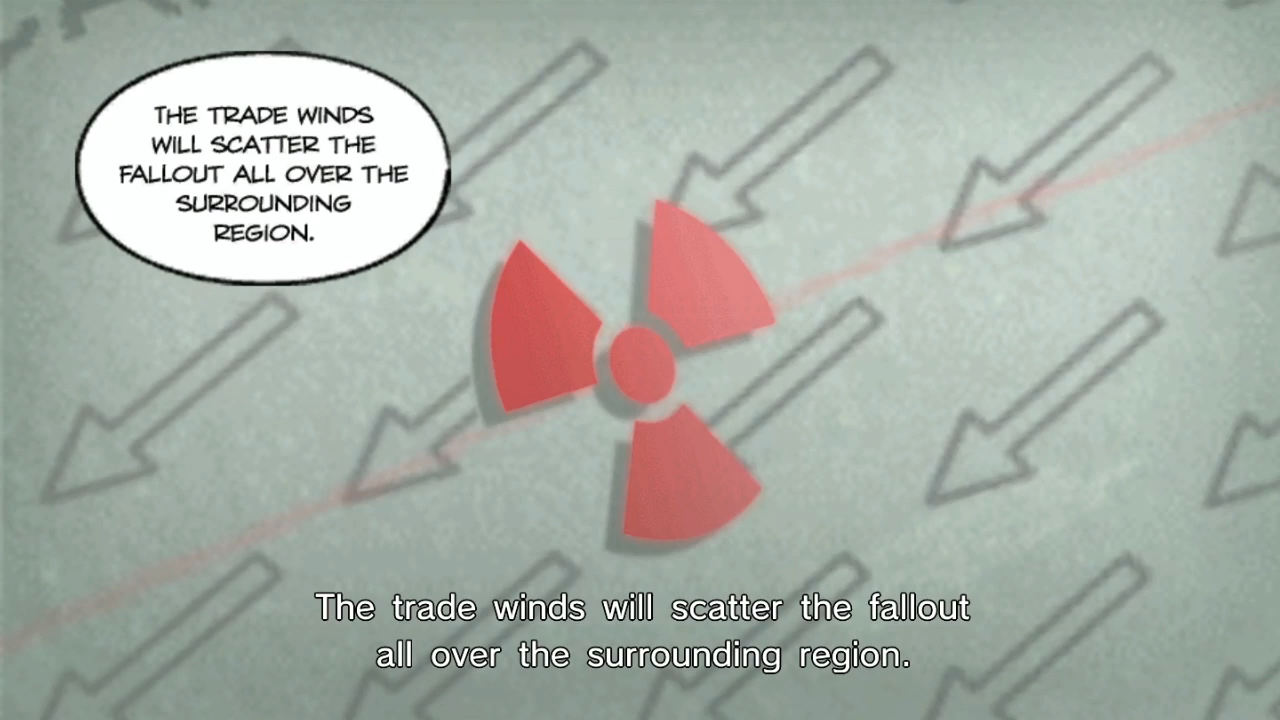 THE TRADE WINDS
WILL SCATTER THE
FALLOUT ALL OVER THE
SURROUNDING
REGION.
The trade winds will scatter the fallout
all over the surrounding region.